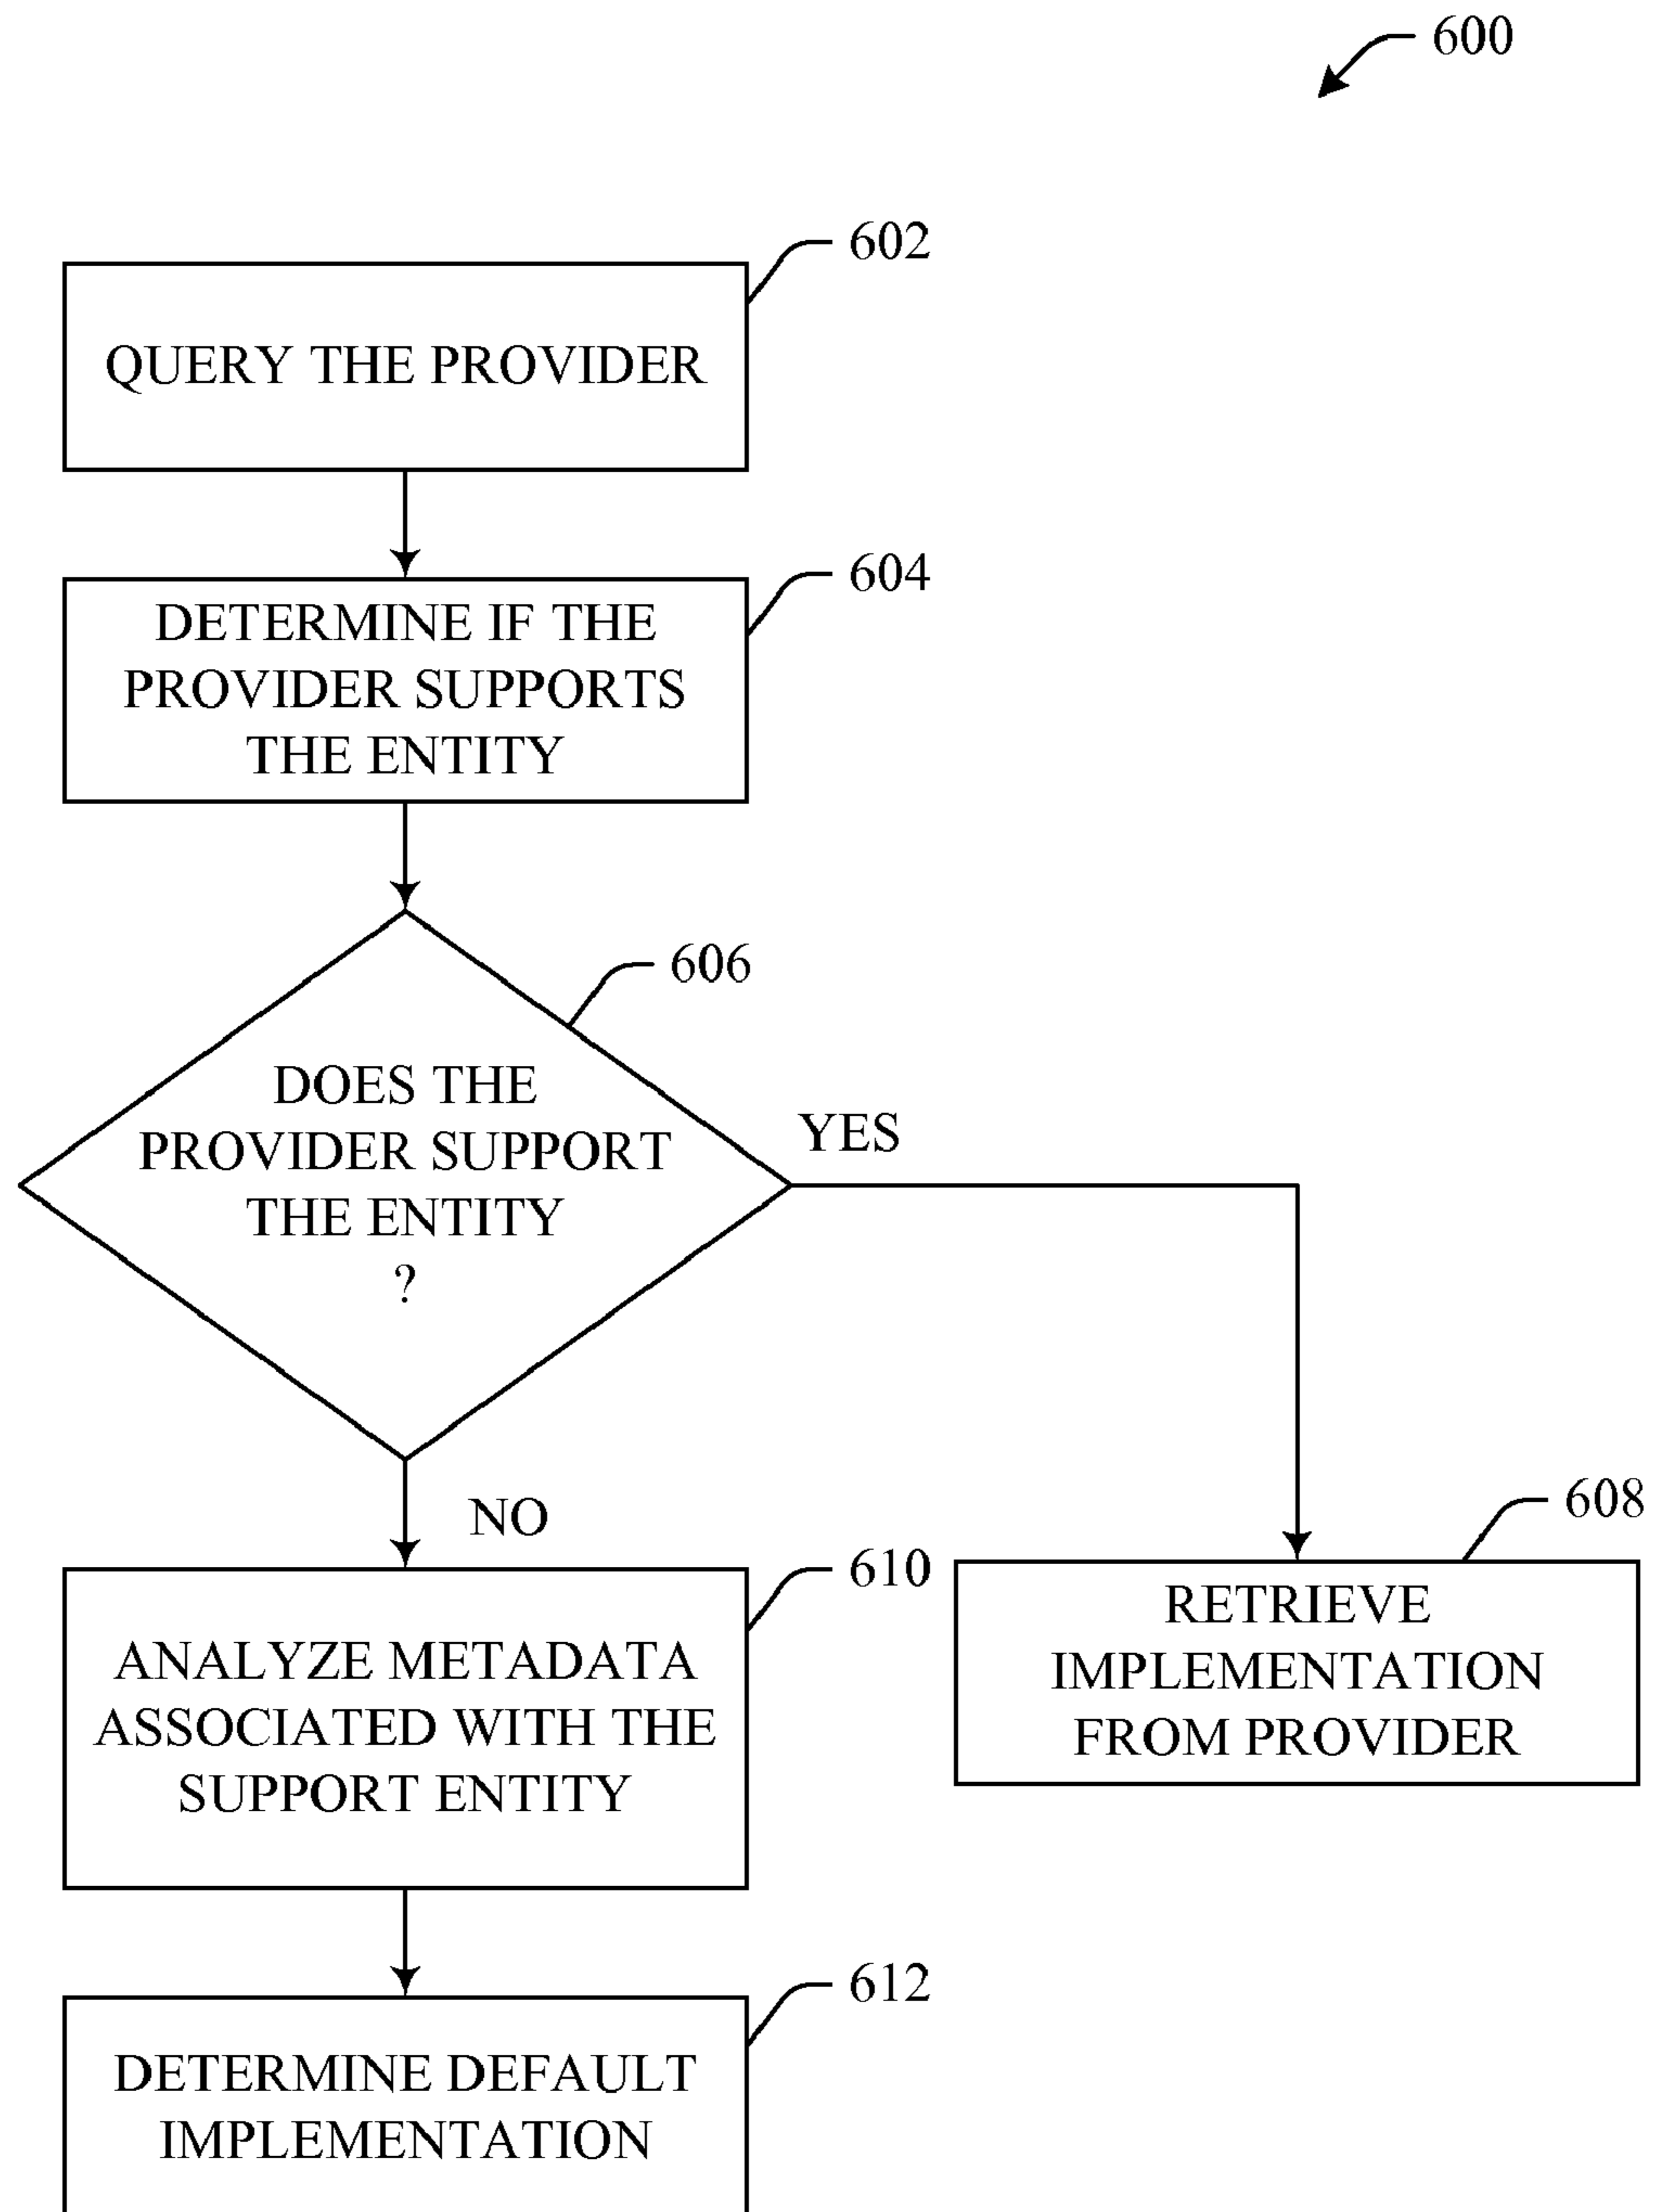 600
602
QUERY THE PROVIDER
604
DETERMINE IF THE
PROVIDER SUPPORTS
THE ENTITY
606
DOES THE
PROVIDER SUPPORT
THE ENTITY
?
YES
NO
608
RETRIEVE
IMPLEMENTATION
FROM PROVIDER
610
ANALYZE METADATA
ASSOCIATED WITH THE
SUPPORT ENTITY
612
DETERMINE DEFAULT
IMPLEMENTATION